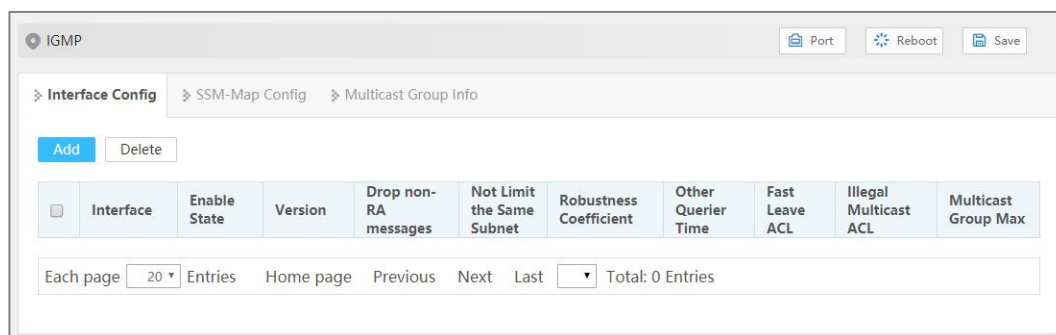 IGMP Port Reboot Save
Interface Config SSM-Map Config Multicast Group Info
Add Delete
Interface Enable State Version Drop non-RA messages Not Limit the Same Subnet Robustness Coefficient Other Querier Time Fast Leave ACL Illegal Multicast ACL Multicast Group Max
Each page 20 Entries Home page Previous Next Last Total: 0 Entries